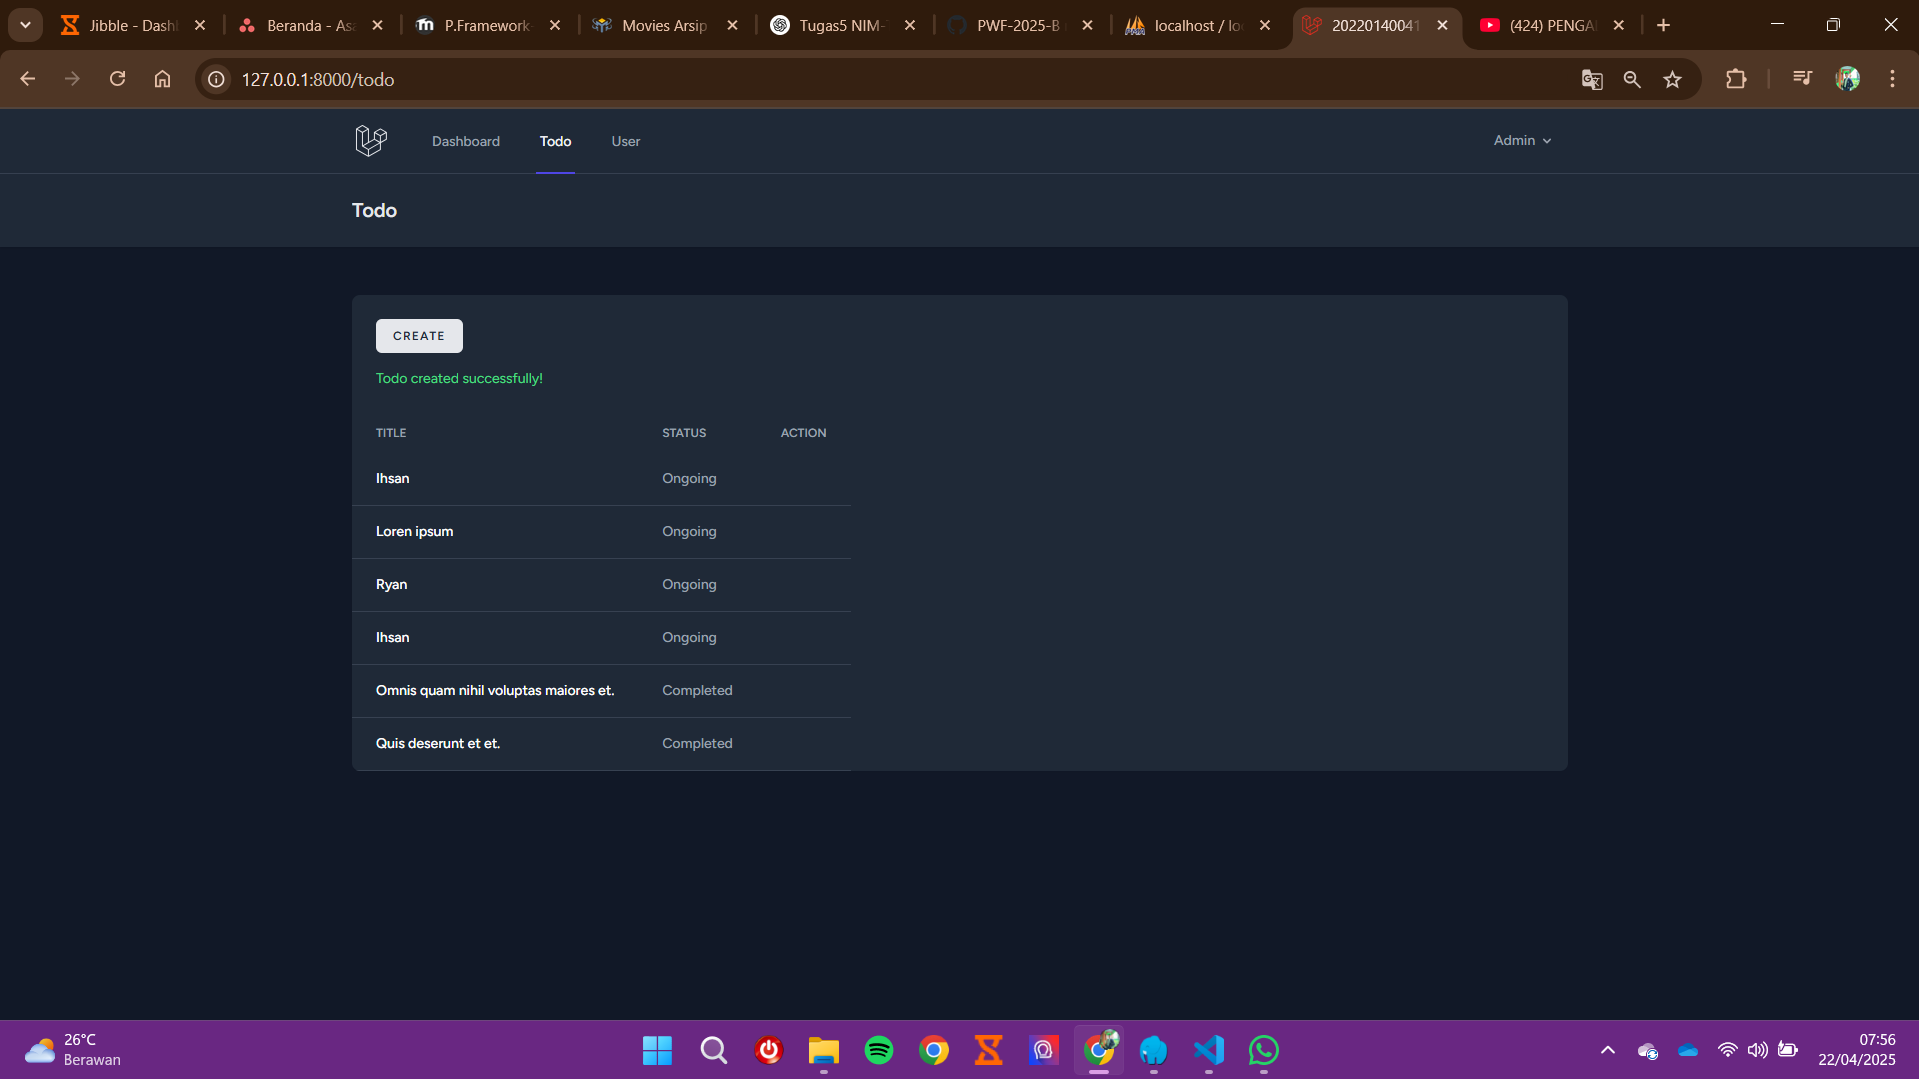 Jibble - Dash
Beranda - Asa
P.Framework
Movies Arsip
Tugas5 NIM-
PWF-2025-B
localhost / lo
20220140041
(424) PENGA
127.0.0.1:8000/todo
Dashboard
Todo
User
Admin
Todo
CREATE
Todo created successfully!
TITLE STATUS ACTION
Ihsan Ongoing
Loren ipsum Ongoing
Ryan Ongoing
Ihsan Ongoing
Omnis quam nihil voluptas maiores et. Completed
Quis deserunt et et. Completed
26°C
Berawan
07:56
22/04/2025